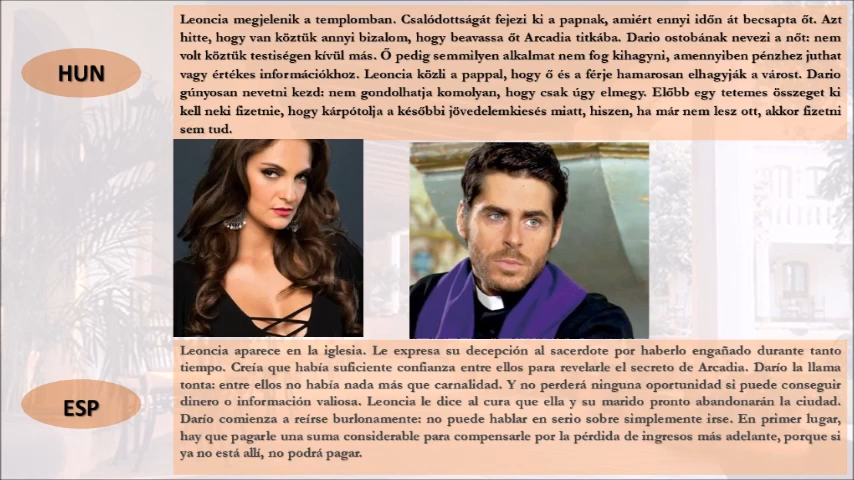 HUN
Leoncia megjelenik a templomban. Csalódottságát fejezi ki a papnak, amiért ennyi időn át becsapta őt. Azt
hitte, hogy van köztük annyi bizalom, hogy beavassa őt Arcadia titkába. Dario ostobának nevezi a nőt: nem
volt köztük testiségen kívül más. Ő pedig semmilyen alkalmat nem fog kihagyni, amennyiben pénzhez juthat
vagy értékes információkhoz. Leoncia közli a pappal, hogy ő és a férje hamarosan elhagyják a várost. Dario
gúnyosan nevetni kezd: nem gondolhatja komolyan, hogy csak úgy elmegy. Előbb egy tetemes összeget ki
kell neki fizetnie, hogy kárpótolja a későbbi jövedelemkiesés miatt, hiszen, ha már nem lesz ott, akkor fizetni
sem tud.
ESP
Leoncia aparece en la iglesia. Le expresa su decepción al sacerdote por haberlo engañado durante tanto
tiempo. Creía que había suficiente confianza entre ellos para revelarle el secreto de Arcadia. Darío la llama
tonta: entre ellos no había nada más que carnalidad. Y no perderá ninguna oportunidad si puede conseguir
dinero o información valiosa. Leoncia le dice al cura que ella y su marido pronto abandonarán la ciudad.
Darío comienza a reírse burlonamente: no puede hablar en serio sobre simplemente irse. En primer lugar,
hay que pagarle una suma considerable para compensarle por la pérdida de ingresos más adelante, porque si
ya no está allí, no podrá pagar.